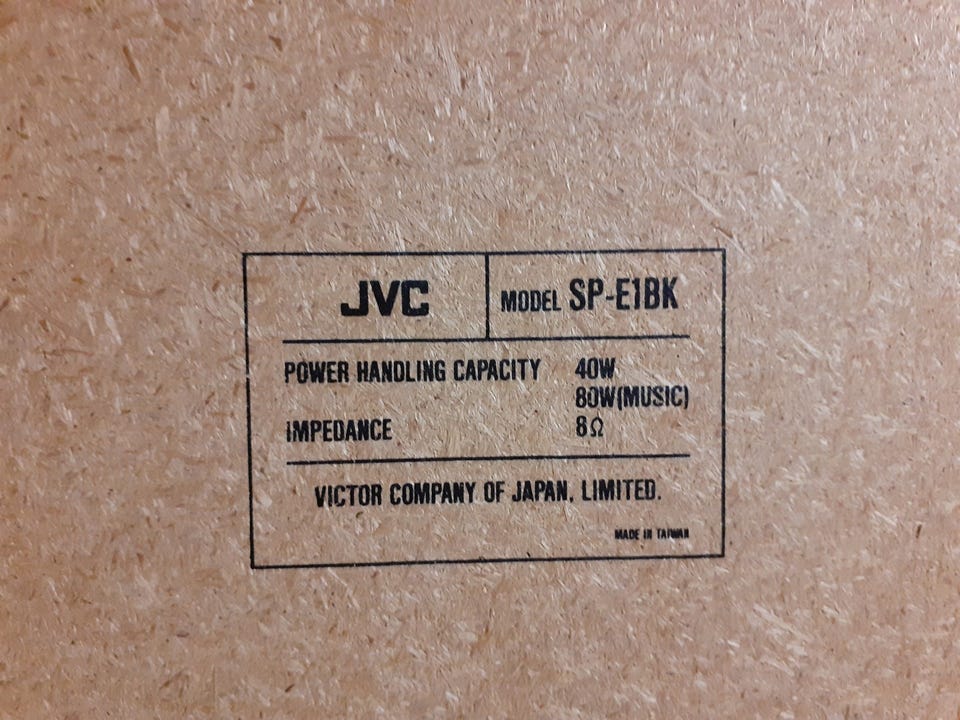 JVC MODEL SP-E1BK
POWER HANDLING CAPACITY 40W
80W(MUSIC)
IMPEDANCE 8Ω
VICTOR COMPANY OF JAPAN, LIMITED.
MADE IN TAIWAN